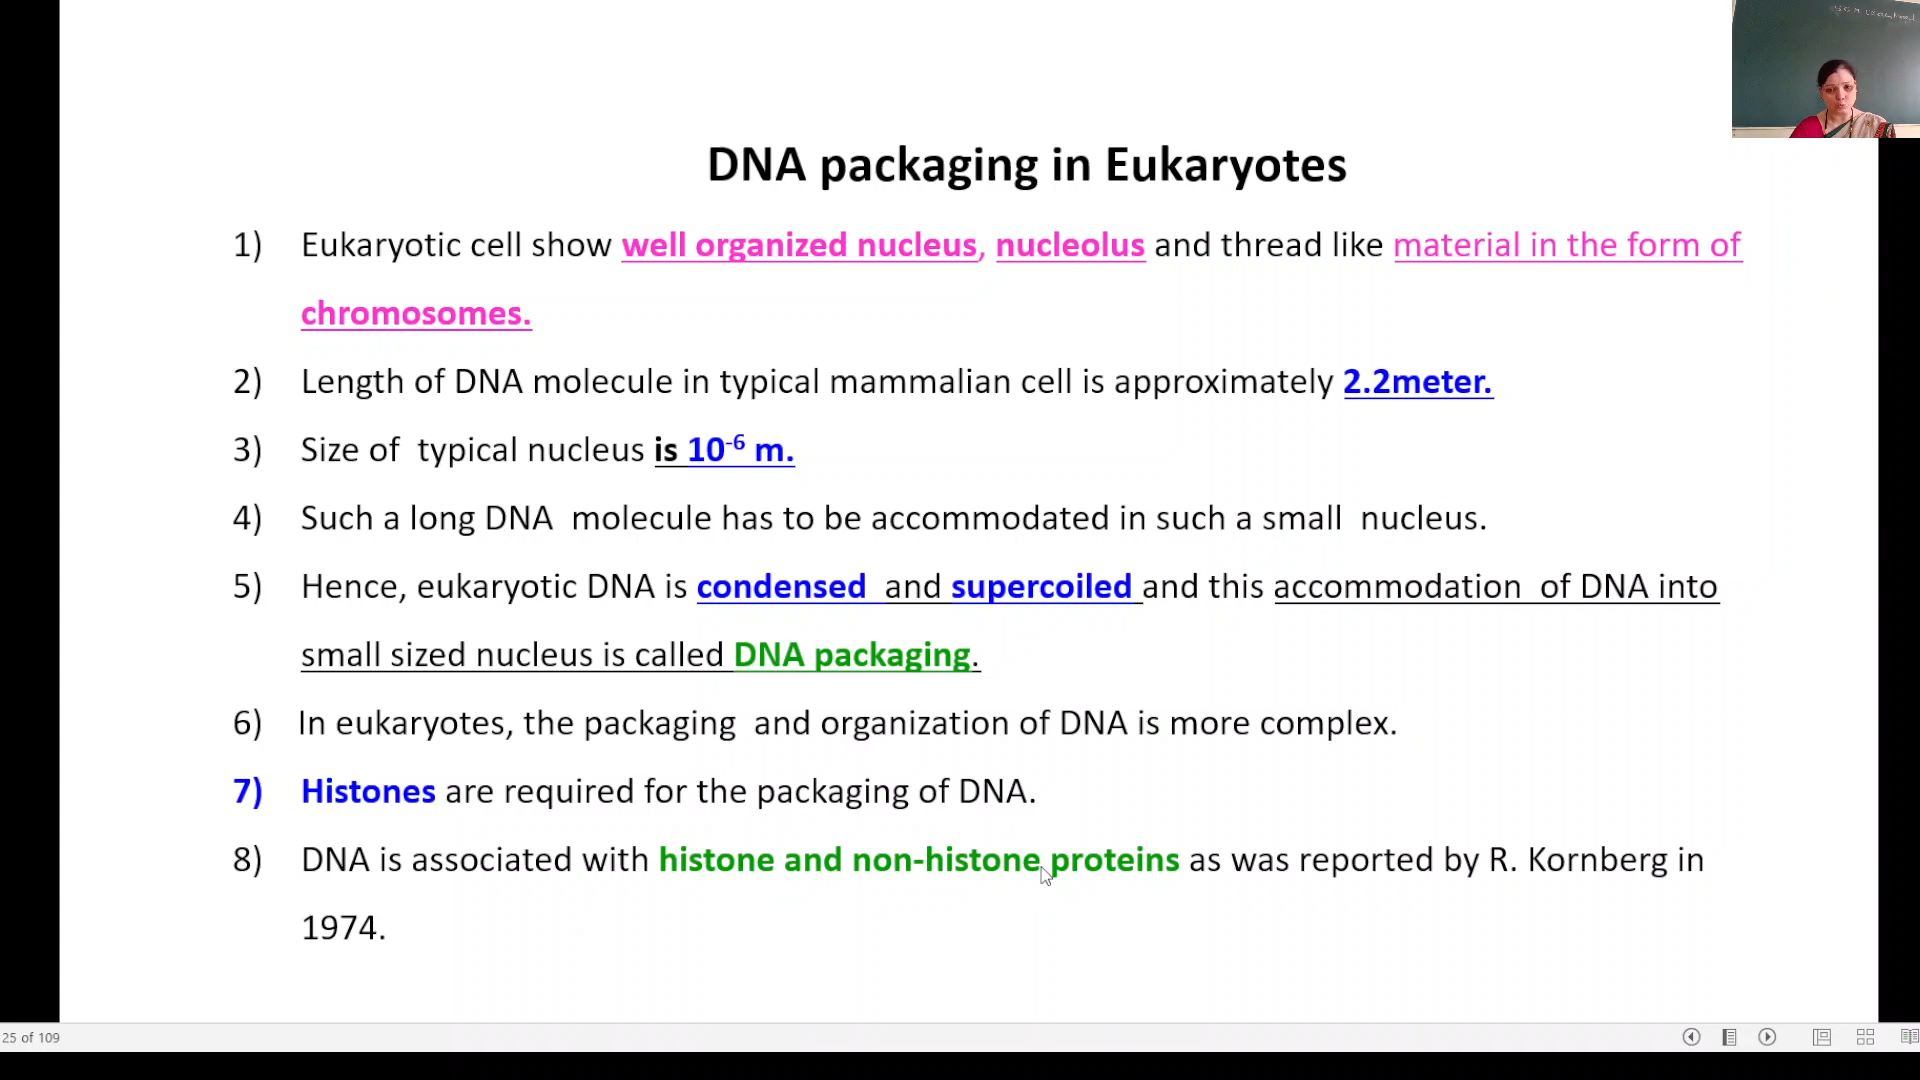 DNA packaging in Eukaryotes
1) Eukaryotic cell show well organized nucleus, nucleolus and thread like material in the form of
chromosomes.
2) Length of DNA molecule in typical mammalian cell is approximately 2.2meter.
3) Size of typical nucleus is 10⁻⁶ m.
4) Such a long DNA molecule has to be accommodated in such a small nucleus.
5) Hence, eukaryotic DNA is condensed and supercoiled and this accommodation of DNA into
small sized nucleus is called DNA packaging.
6) In eukaryotes, the packaging and organization of DNA is more complex.
7) Histones are required for the packaging of DNA.
8) DNA is associated with histone and non-histone proteins as was reported by R. Kornberg in
1974.
25 of 109